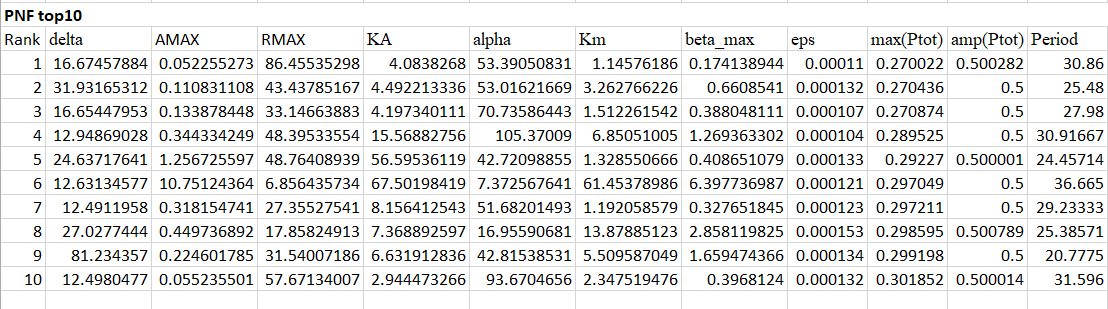 PNF top10
Rank delta AMAX RMAX KA alpha Km beta_max eps max(Ptot) amp(Ptot) Period
1 16.67457884 0.052255273 86.45535298 4.0838268 53.39050831 1.14576186 0.174138944 0.00011 0.270022 0.500282 30.86
2 31.93165312 0.110831108 43.43785167 4.492213336 53.01621669 3.262766226 0.6608541 0.000132 0.270436 0.5 25.48
3 16.65447953 0.133878448 33.14663883 4.197340111 70.73586443 1.512261542 0.388048111 0.000107 0.270874 0.5 27.98
4 12.94869028 0.344334249 48.39533554 15.56882756 105.37009 6.85051005 1.269363302 0.000104 0.289525 0.5 30.91667
5 24.63717641 1.256725597 48.76408939 56.59536119 42.72098855 1.328550666 0.408651079 0.000133 0.29227 0.500001 24.45714
6 12.63134577 10.75124364 6.856435734 67.50198419 7.372567641 61.45378986 6.397736987 0.000121 0.297049 0.5 36.665
7 12.4911958 0.318154741 27.35527541 8.156412543 51.68201493 1.192058579 0.327651845 0.000123 0.297211 0.5 29.23333
8 27.0277444 0.449736892 17.85824913 7.368892597 16.95590681 13.87885123 2.858119825 0.000153 0.298595 0.500789 25.38571
9 81.234357 0.224601785 31.54007186 6.631912836 42.81538531 5.509587049 1.659474366 0.000134 0.299198 0.5 20.7775
10 12.4980477 0.055235501 57.67134007 2.944473266 93.6704656 2.347519476 0.3968124 0.000132 0.301852 0.500014 31.596